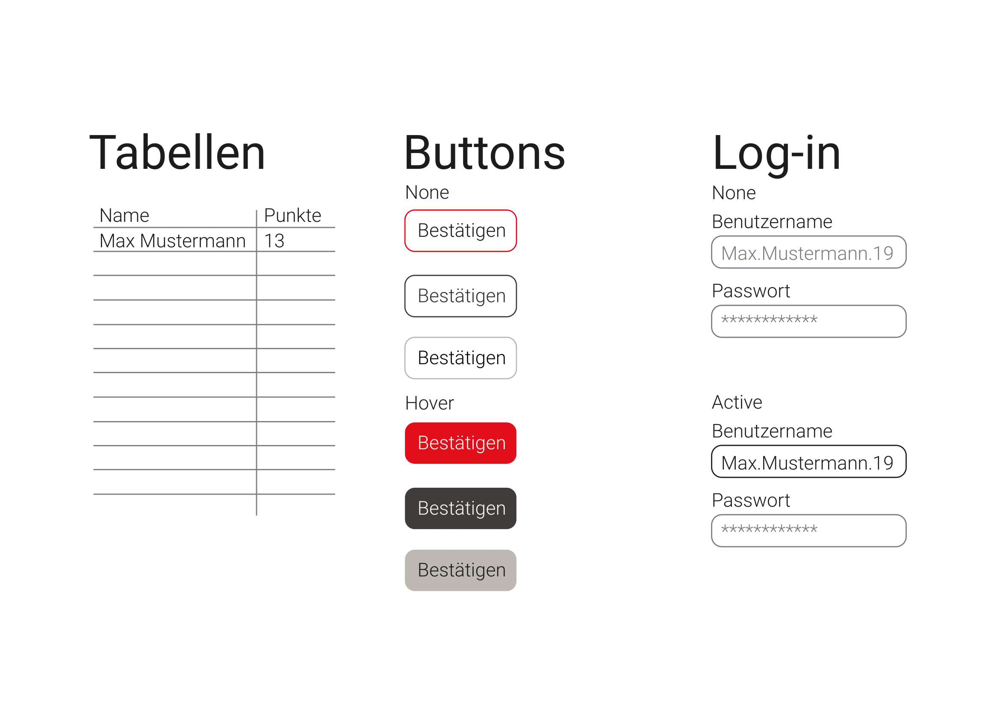 Tabellen
Name Punkte
Max Mustermann 13
Buttons
None
Bestätigen
Bestätigen
Bestätigen
Hover
Bestätigen
Bestätigen
Bestätigen
Log-in
None
Benutzername
Max.Mustermann.19
Passwort
************
Active
Benutzername
Max.Mustermann.19
Passwort
************